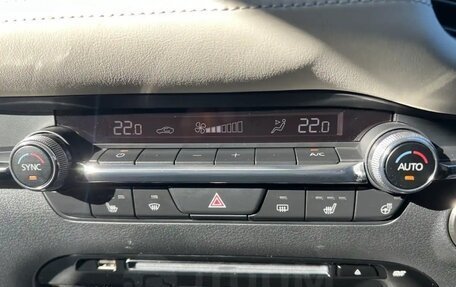 22.0
22.0
SYNC
- +
A/C
AUTO